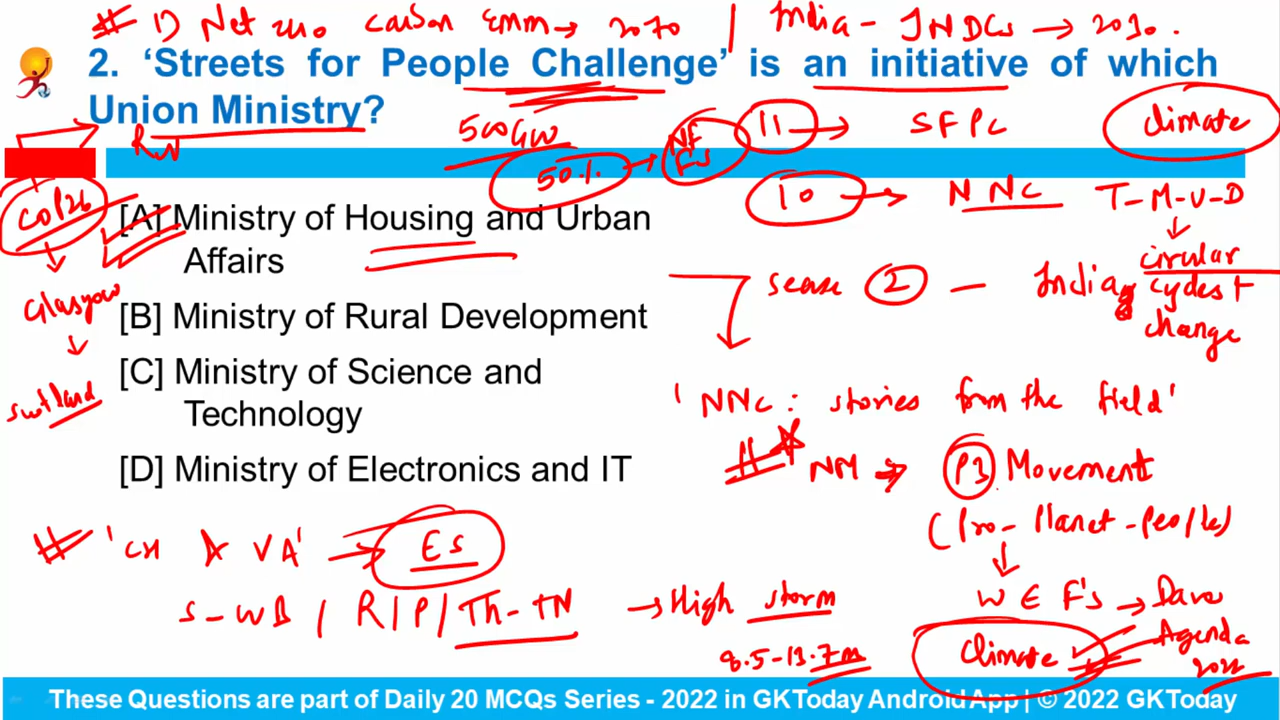 # 1) Net zero carbon Emm → 2070 | India - INDCs → 2030.
2. ‘Streets for People Challenge’ is an initiative of which
Union Ministry?
RW
500GW
50% → NF Fs
11 → SFPC
climate
10 → NNC
T-M-V-D
COP26
[A] Ministry of Housing and Urban
Affairs
circular
season 2 - India cycles 4 change
Glasgow
[B] Ministry of Rural Development
scotland
[C] Ministry of Science and
Technology
' NNC : stories from the field '
[D] Ministry of Electronics and IT
# NM → P3 Movement
(Pro-Planet-people)
# 'CH A V A' → Es
S-WB / R/P/ Th-TN → High storm
8.5-13.7m
W E F's → Davos
Agenda
2022
Climate
These Questions are part of Daily 20 MCQs Series - 2022 in GKToday Android App | © 2022 GKToday